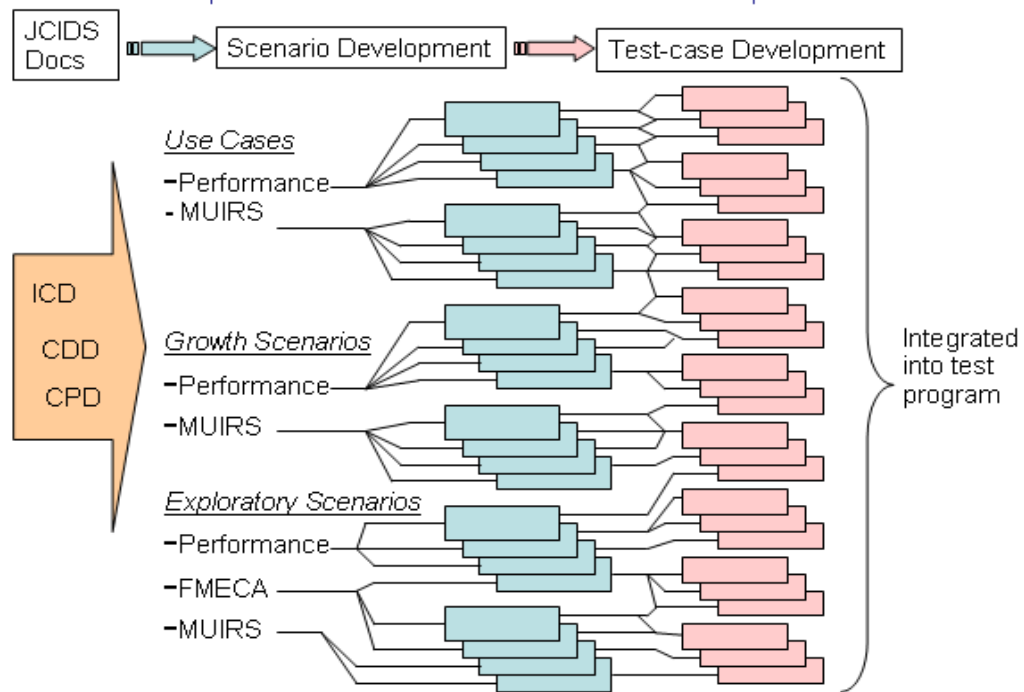 JCIDS
Docs
Scenario Development
Test-case Development
Use Cases
-Performance
- MUIRS
ICD
CDD
CPD
Growth Scenarios
-Performance
-MUIRS
Exploratory Scenarios
-Performance
-FMECA
-MUIRS
Integrated
into test
program